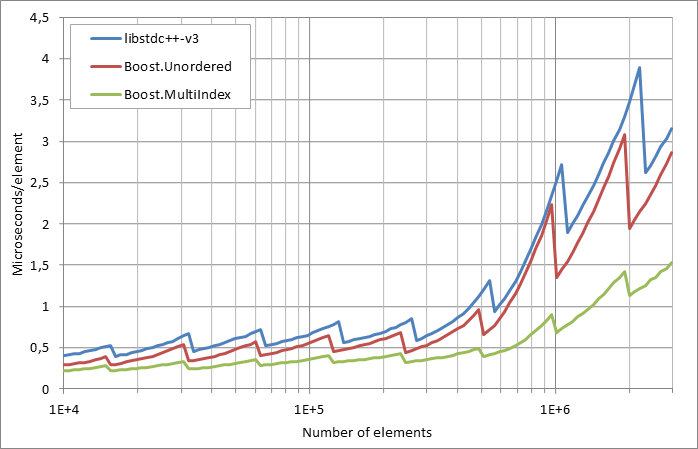 4,5
4
3,5
3
2,5
2
1,5
1
0,5
0
Microseconds/element
libstdc++-v3
Boost.Unordered
Boost.MultiIndex
1E+4
1E+5
1E+6
Number of elements